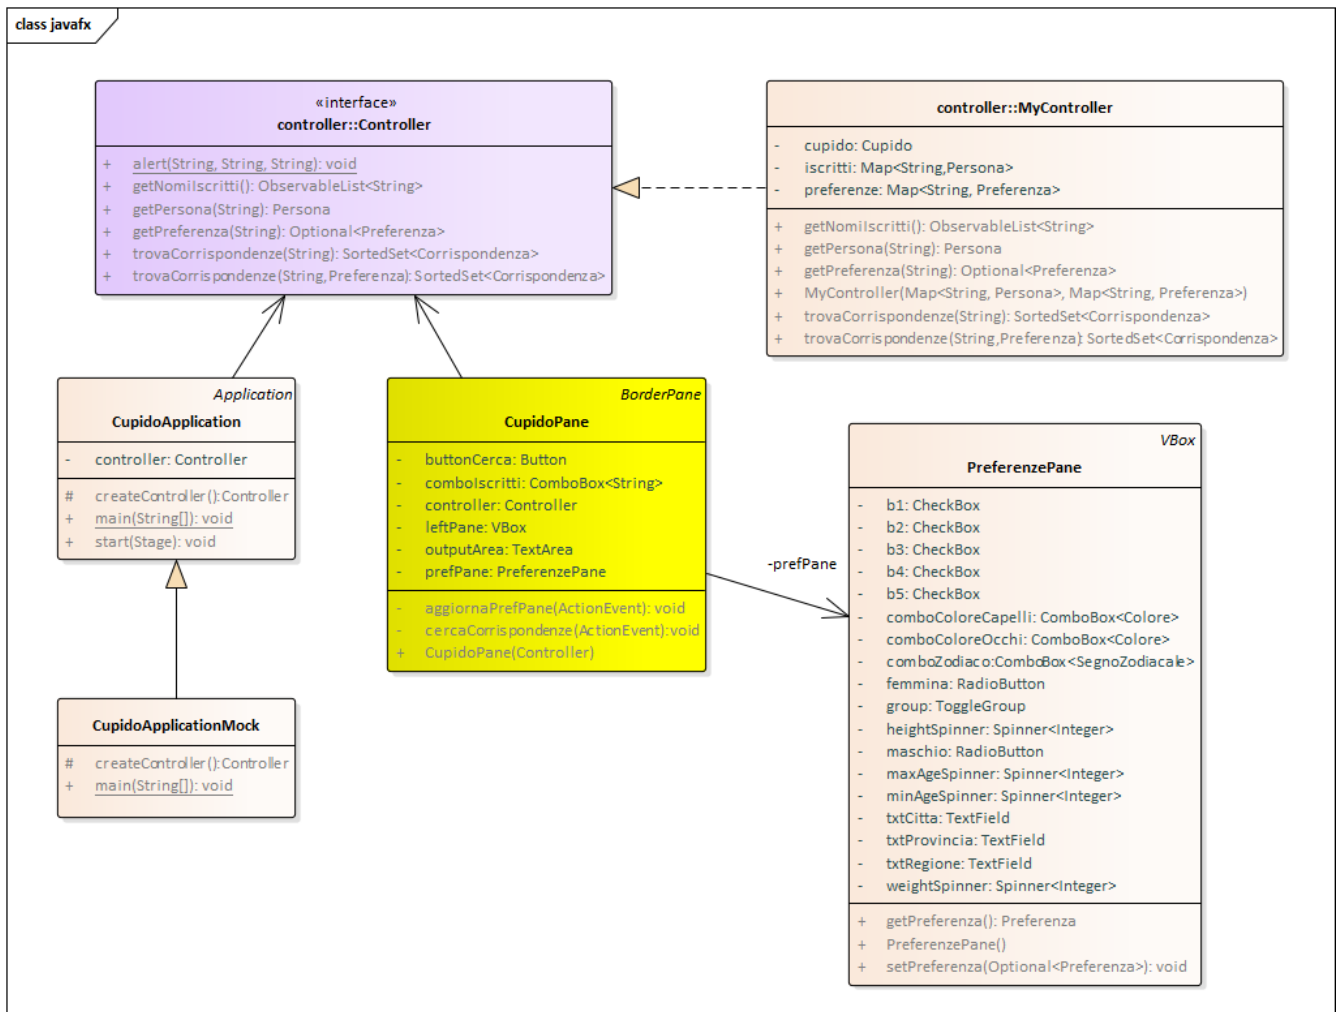 class javafx
«interface»
controller::Controller
+ alert(String, String, String): void
+ getNomiIscritti(): ObservableList<String>
+ getPersona(String): Persona
+ getPreferenza(String): Optional<Preferenza>
+ trovaCorrispondenze(String): SortedSet<Corrispondenza>
+ trovaCorrispondenze(String,Preferenza): SortedSet<Corrispondenza>
controller::MyController
- cupido: Cupido
- iscritti: Map<String,Persona>
- preferenze: Map<String, Preferenza>
+ getNomiIscritti(): ObservableList<String>
+ getPersona(String): Persona
+ getPreferenza(String): Optional<Preferenza>
+ MyController(Map<String, Persona>, Map<String, Preferenza>)
+ trovaCorrispondenze(String): SortedSet<Corrispondenza>
+ trovaCorrispondenze(String,Preferenza): SortedSet<Corrispondenza>
Application
CupidoApplication
- controller: Controller
# createController():Controller
+ main(String[]): void
+ start(Stage): void
BorderPane
CupidoPane
- buttonCerca: Button
- comboIscritti: ComboBox<String>
- controller: Controller
- leftPane: VBox
- outputArea: TextArea
- prefPane: PreferenzePane
- aggiornaPrefPane(ActionEvent): void
- cercaCorrispondenze(ActionEvent):void
+ CupidoPane(Controller)
-prefPane
VBox
PreferenzePane
- b1: CheckBox
- b2: CheckBox
- b3: CheckBox
- b4: CheckBox
- b5: CheckBox
- comboColoreCapelli: ComboBox<Colore>
- comboColoreOcchi: ComboBox<Colore>
- comboZodiaco:ComboBox<SegnoZodiacale>
- femmina: RadioButton
- group: ToggleGroup
- heightSpinner: Spinner<Integer>
- maschio: RadioButton
- maxAgeSpinner: Spinner<Integer>
- minAgeSpinner: Spinner<Integer>
- txtCitta: TextField
- txtProvincia: TextField
- txtRegione: TextField
- weightSpinner: Spinner<Integer>
+ getPreferenza(): Preferenza
+ PreferenzePane()
+ setPreferenza(Optional<Preferenza>): void
CupidoApplicationMock
# createController():Controller
+ main(String[]): void